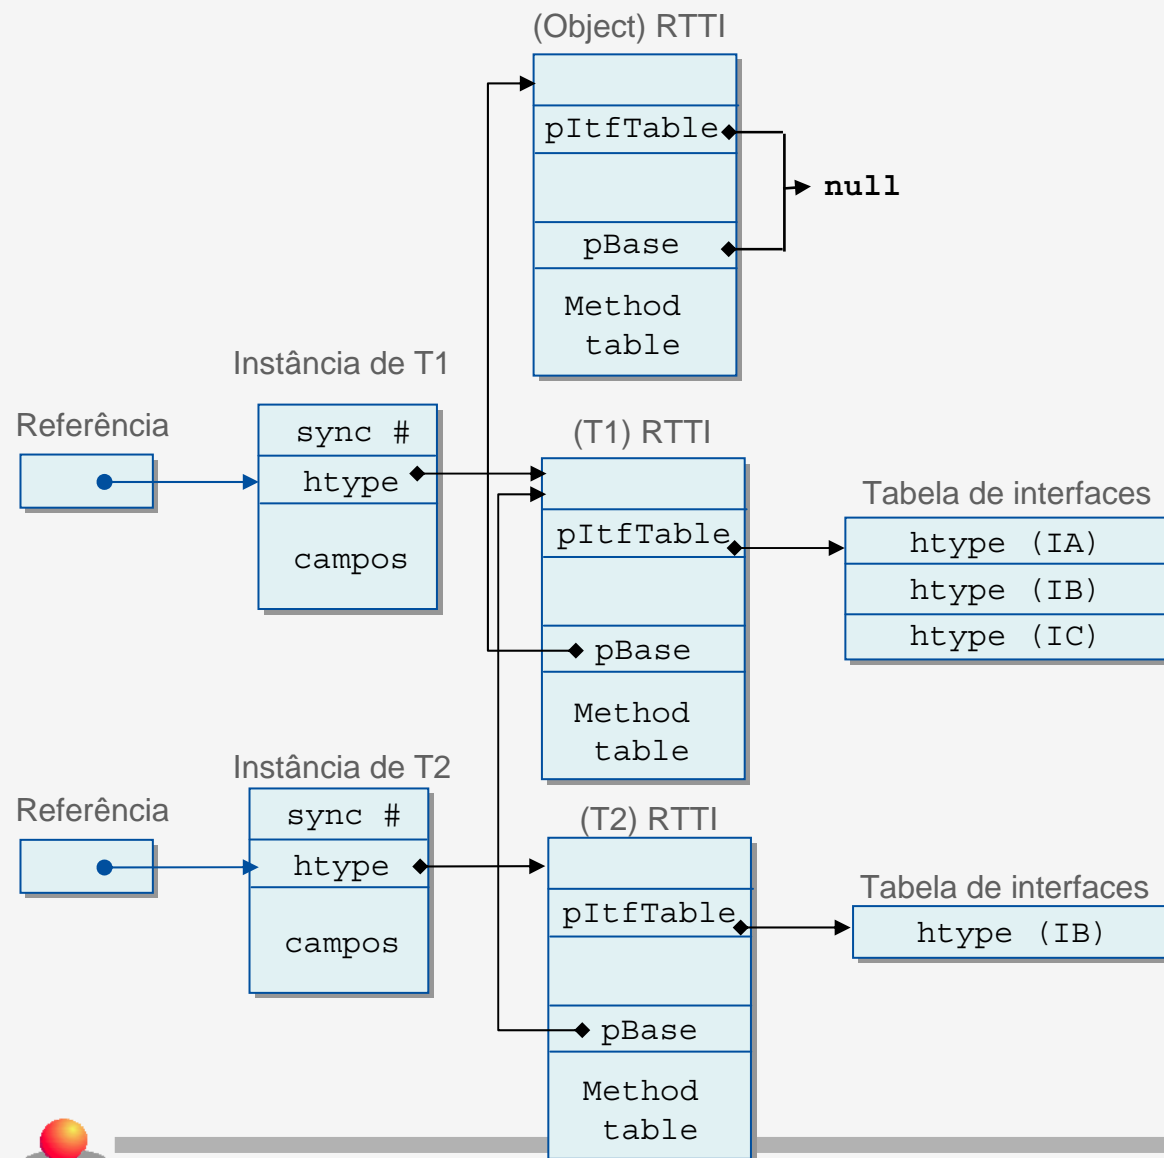 (Object) RTTI
pItfTable
null
pBase
Method
table
Instância de T1
Referência
sync #
htype
campos
(T1) RTTI
pItfTable
pBase
Method
table
Tabela de interfaces
htype (IA)
htype (IB)
htype (IC)
Instância de T2
Referência
sync #
htype
campos
(T2) RTTI
pItfTable
pBase
Method
table
Tabela de interfaces
htype (IB)